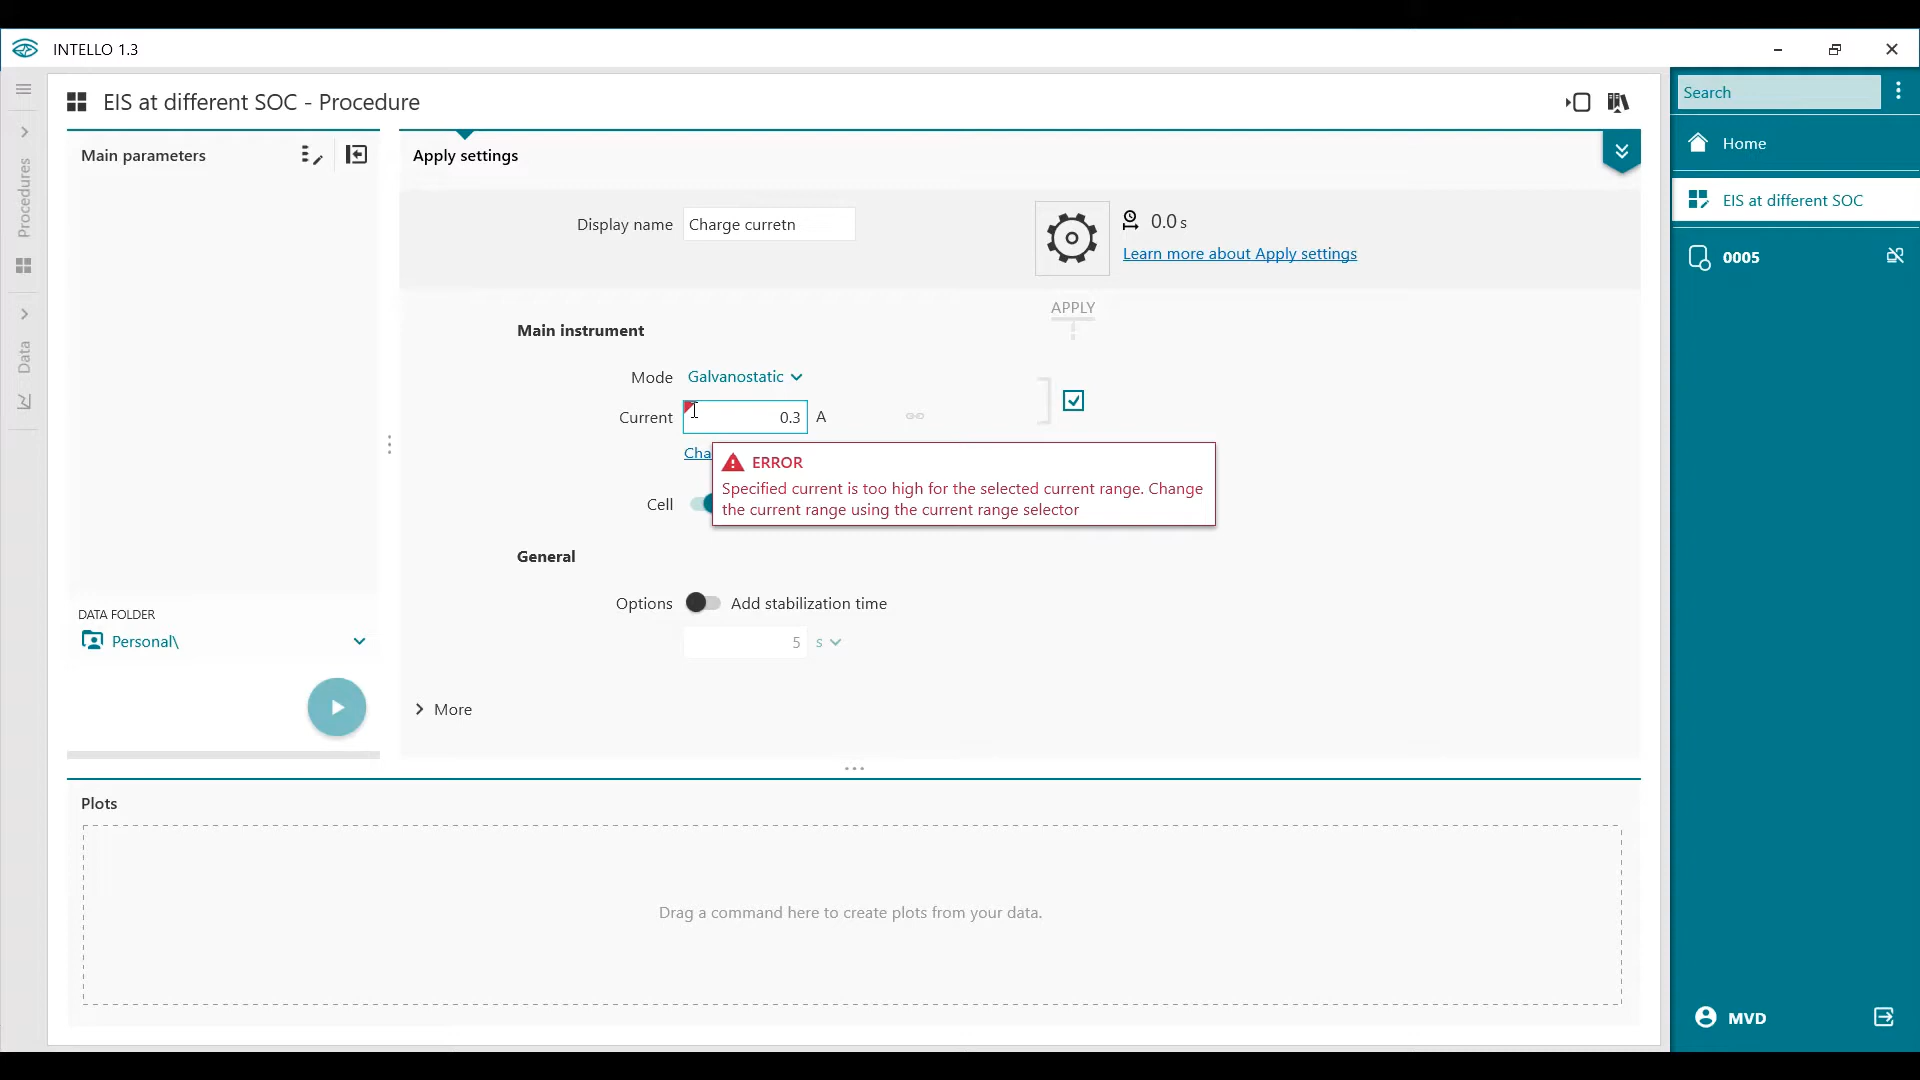 INTELLO 1.3
EIS at different SOC - Procedure
Search
Home
EIS at different SOC
0005
MVD
Procedures
Data
Main parameters
DATA FOLDER
Personal\
Apply settings
Display name Charge curretn
0.0 s
Learn more about Apply settings
APPLY
Main instrument
Mode Galvanostatic
Current 0.3 A
Cha
ERROR
Specified current is too high for the selected current range. Change
the current range using the current range selector
Cell
General
Options Add stabilization time
5 s
More
Plots
Drag a command here to create plots from your data.